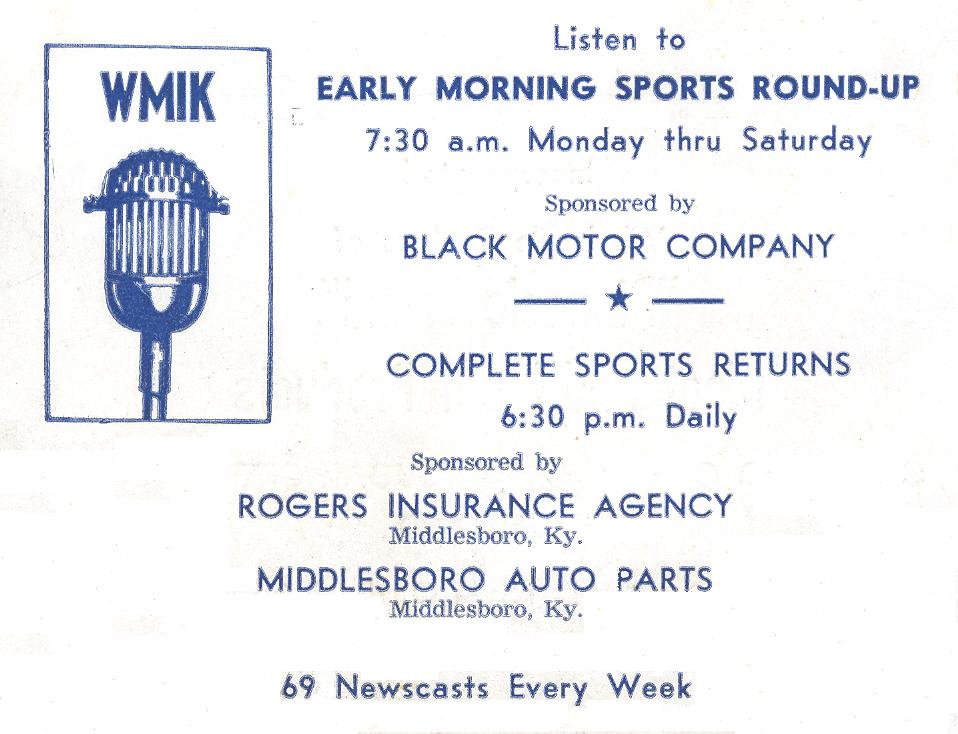 WMIK
Listen to
EARLY MORNING SPORTS ROUND-UP
7:30 a.m. Monday thru Saturday
Sponsored by
BLACK MOTOR COMPANY
COMPLETE SPORTS RETURNS
6:30 p.m. Daily
Sponsored by
ROGERS INSURANCE AGENCY
Middlesboro, Ky.
MIDDLESBORO AUTO PARTS
Middlesboro, Ky.
69 Newscasts Every Week